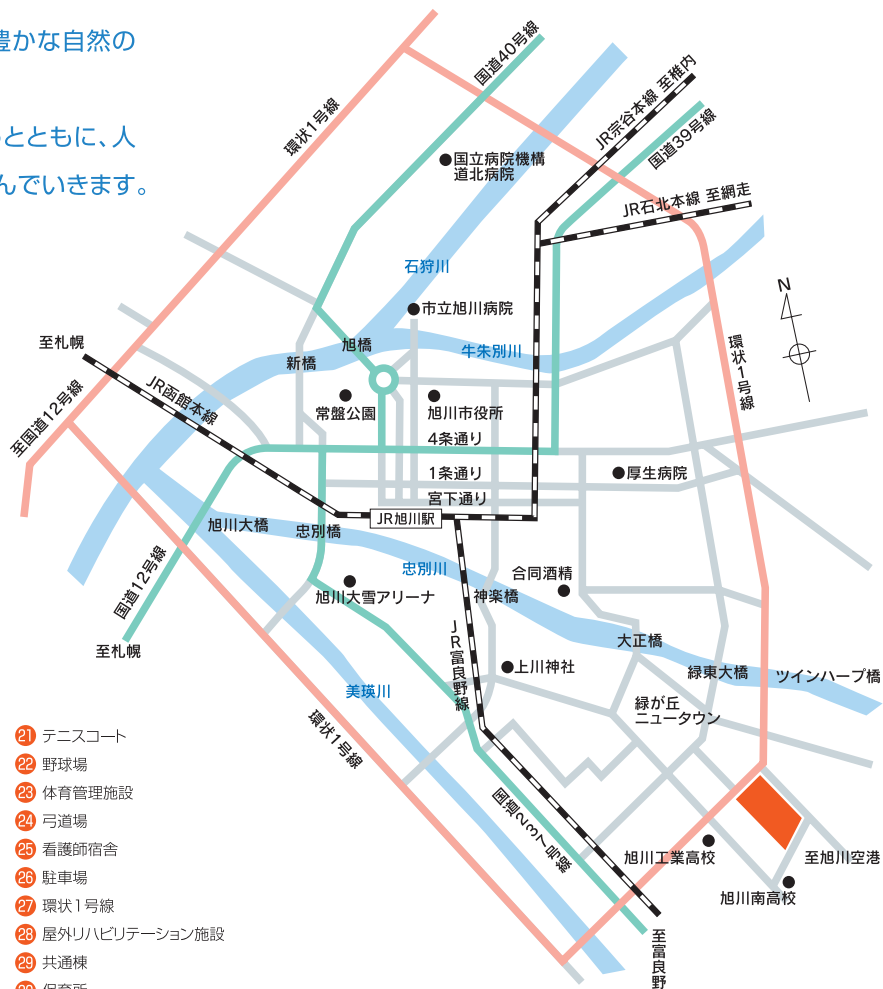 豊かな自然の
とともに、人
んでいきます。
国道40号線
環状1号線
JR宗谷本線 至稚内
国道39号線
国立病院機構
道北病院
JR石北本線 至網走
石狩川
市立旭川病院
N
至札幌
旭橋
新橋
牛朱別川
環状1号線
JR函館本線
至国道12号線
常盤公園
旭川市役所
4条通り
1条通り
厚生病院
宮下通り
JR旭川駅
旭川大橋
忠別橋
国道12号線
忠別川
合同酒精
旭川大雪アリーナ
神楽橋
JR富良野線
大正橋
至札幌
上川神社
緑東大橋
ツインハープ橋
美瑛川
緑が丘
ニュータウン
環状1号線
国道237号線
旭川工業高校
至旭川空港
旭川南高校
至富良野
21 テニスコート
22 野球場
23 体育管理施設
24 弓道場
25 看護師宿舎
26 駐車場
27 環状1号線
28 屋外リハビリテーション施設
29 共通棟